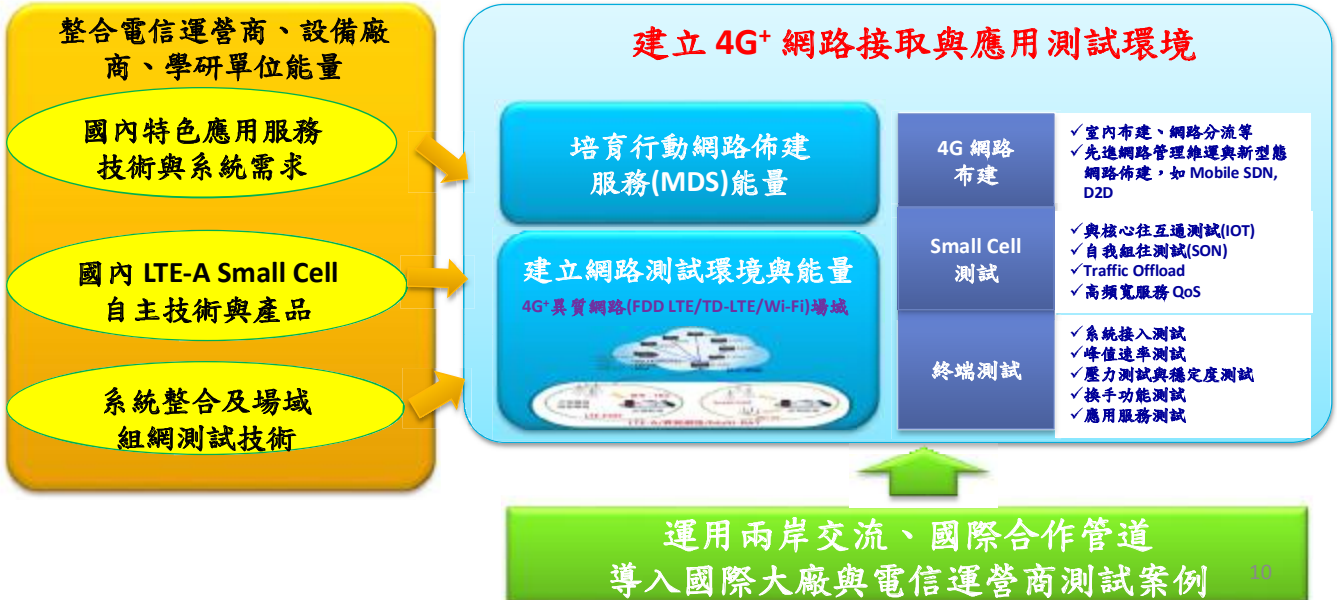 整合電信運營商、設備廠
商、學研單位能量
國內特色應用服務
技術與系統需求
國內 LTE-A Small Cell
自主技術與產品
系統整合及場域
組網測試技術
建立 4G⁺ 網路接取與應用測試環境
培育行動網路佈建
服務(MDS)能量
建立網路測試環境與能量
4G⁺異質網路(FDD LTE/TD-LTE/Wi-Fi)場域
4G 網路
布建
✓室內布建、網路分流等
✓先進網路管理維運與新型態
網路佈建，如 Mobile SDN,
D2D
Small Cell
測試
✓與核心往互通測試(IOT)
✓自我組往測試(SON)
✓Traffic Offload
✓高頻寬服務 QoS
終端測試
✓系統接入測試
✓峰值速率測試
✓壓力測試與穩定度測試
✓換手功能測試
✓應用服務測試
運用兩岸交流、國際合作管道
導入國際大廠與電信運營商測試案例
10